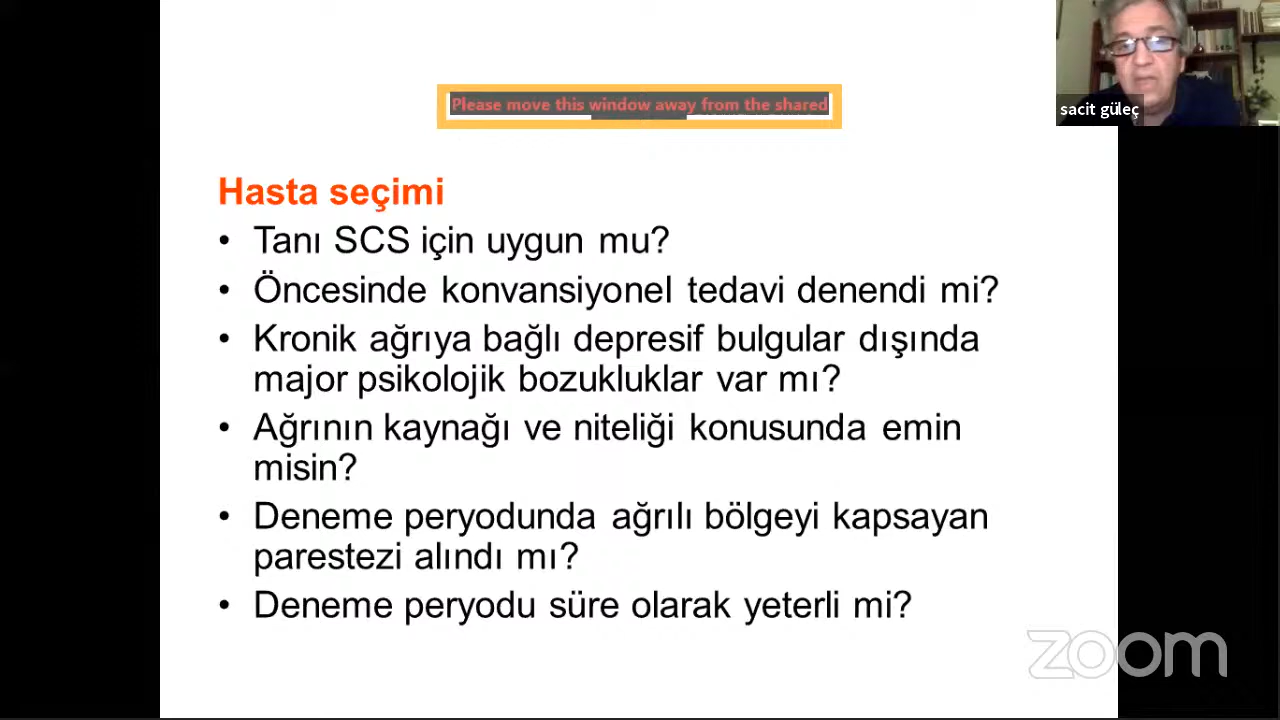 Please move this window away from the shared
sacit güleç
Hasta seçimi
• Tanı SCS için uygun mu?
• Öncesinde konvansiyonel tedavi denendi mi?
• Kronik ağrıya bağlı depresif bulgular dışında
major psikolojik bozukluklar var mı?
• Ağrının kaynağı ve niteliği konusunda emin
misin?
• Deneme peryodunda ağrılı bölgeyi kapsayan
parestezi alındı mı?
• Deneme peryodu süre olarak yeterli mi?
zoom